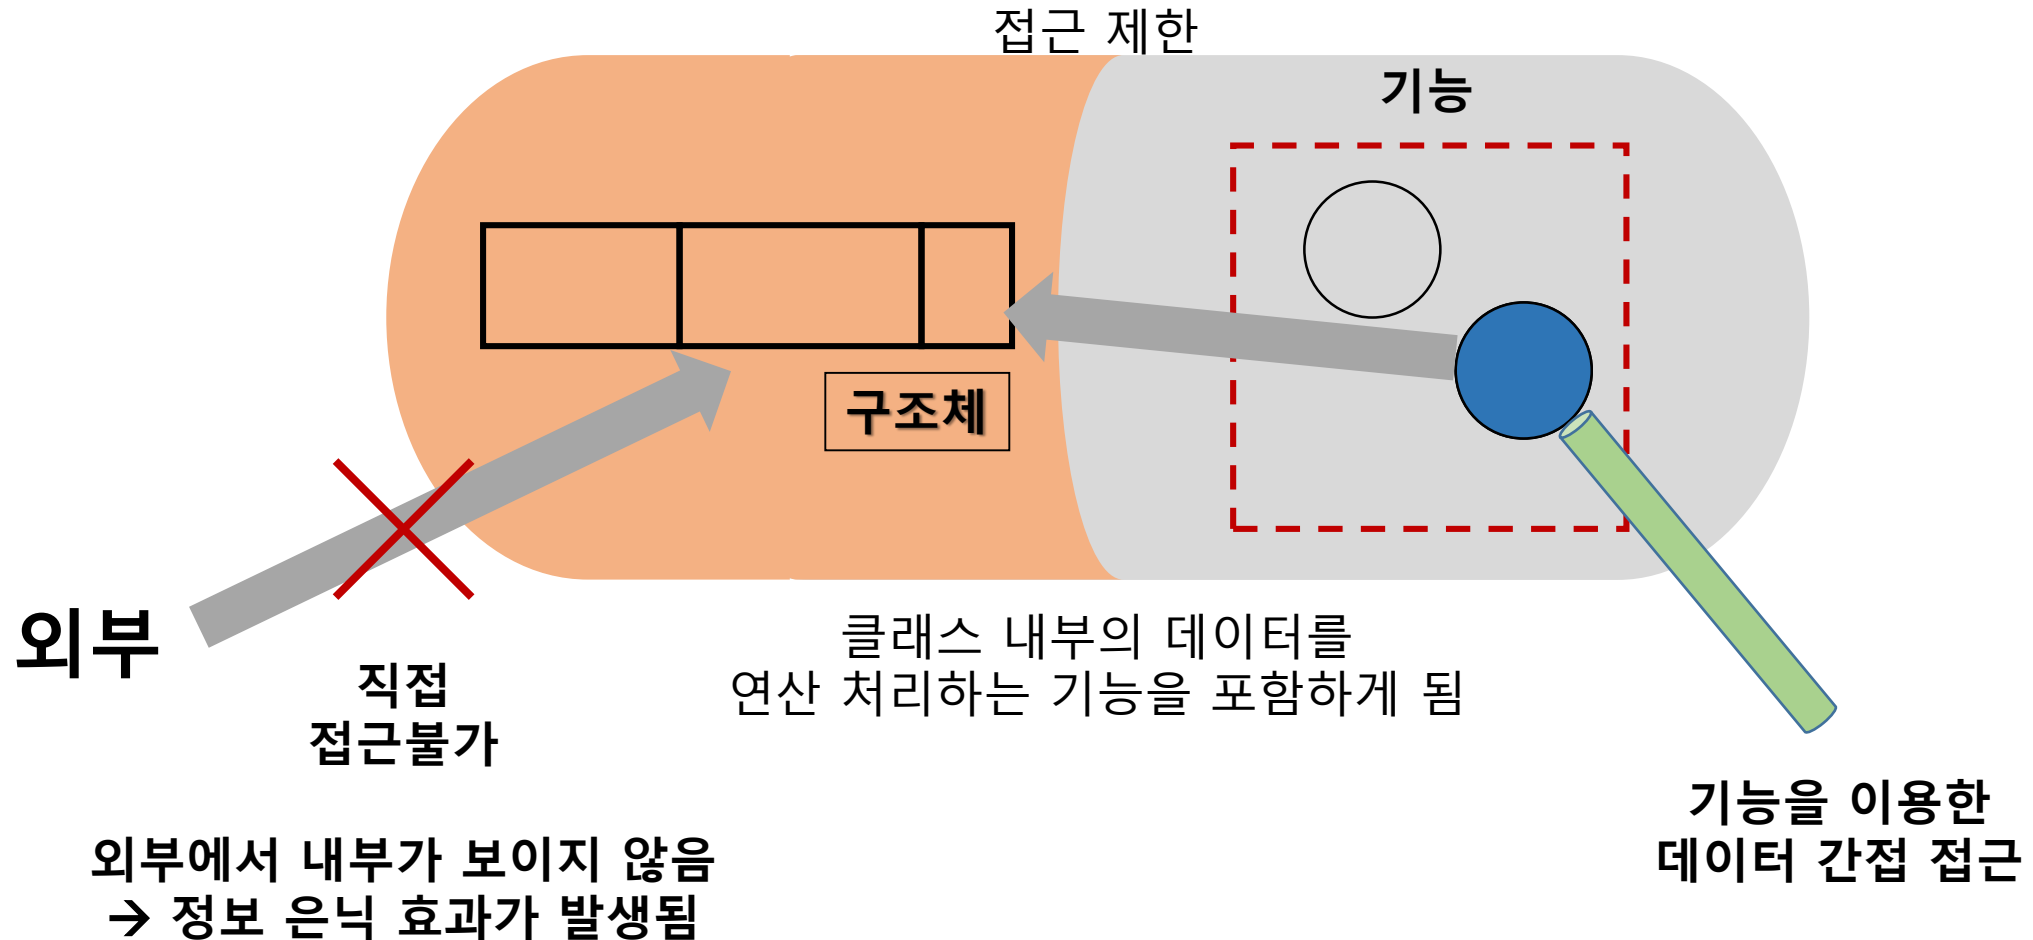 접근 제한
기능
구조체
외부
직접
접근불가
클래스 내부의 데이터를
연산 처리하는 기능을 포함하게 됨
기능을 이용한
데이터 간접 접근
외부에서 내부가 보이지 않음
→ 정보 은닉 효과가 발생됨